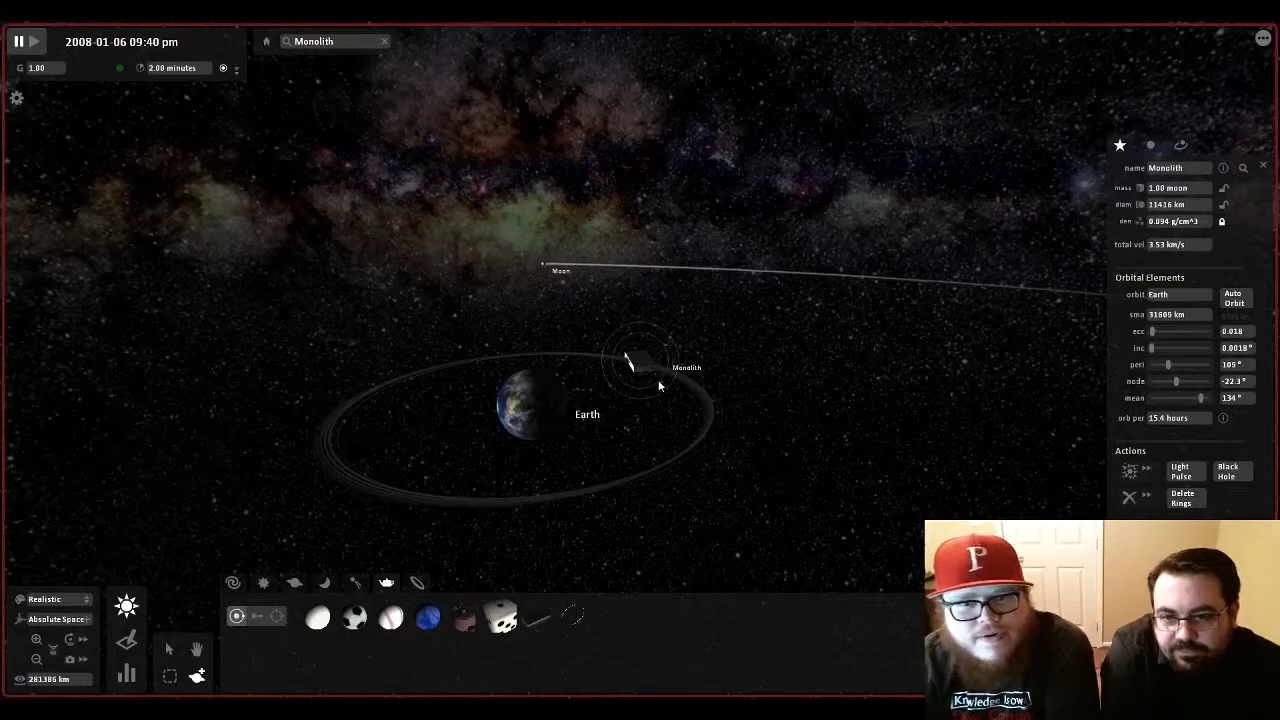 2008-01-06 09:40 pm
Monolith
G 1.00
2.00 minutes
name Monolith
mass 1.00 moon
diam 11416 km
den 0.094 g/cm^3
total vel 3.53 km/s
Moon
Monolith
Earth
Orbital Elements
orbit Earth
Auto Orbit
sma 31609 km
ecc 0.018
inc 0.0018°
peri 109°
node -22.3°
mean 134°
orb per 15.4 hours
Actions
Light Pulse
Black Hole
Delete Rings
Realistic
Absolute Space
281386 km
P
Knwledge Is